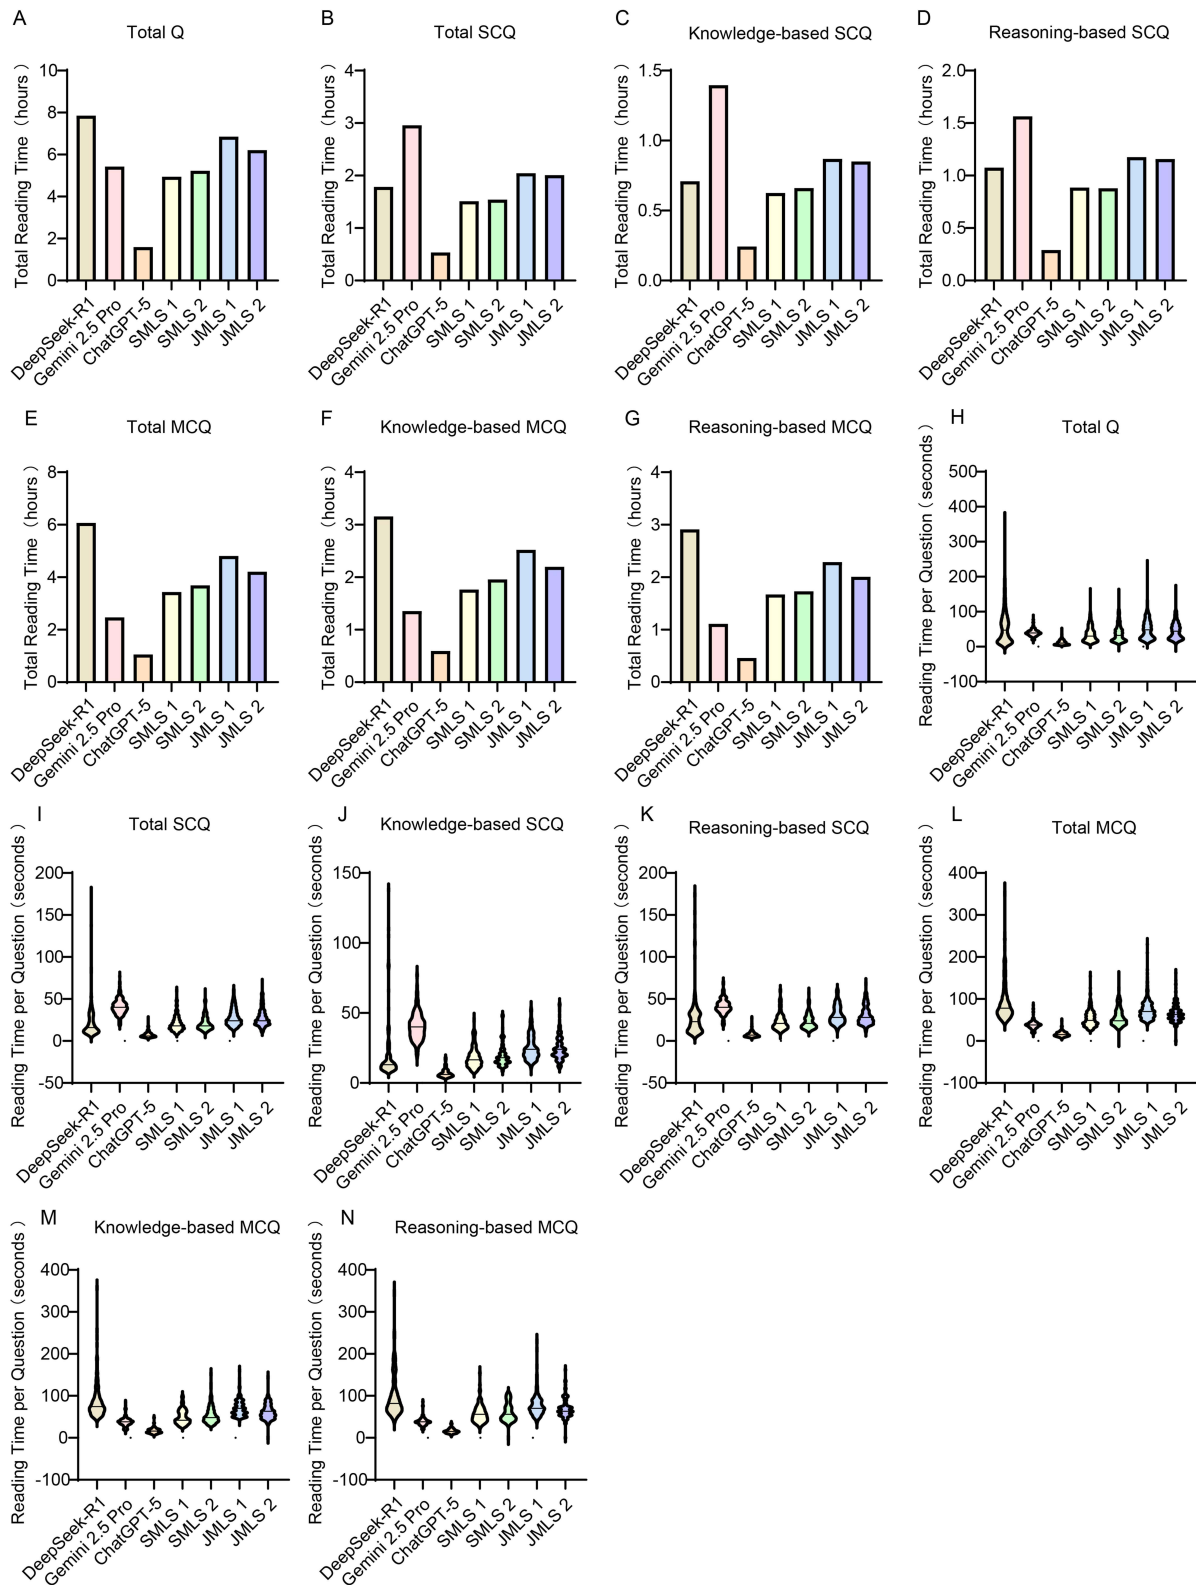 A
Total Q
Total Reading Time（hours）
10
8
6
4
2
0
DeepSeek-R1
Gemini 2.5 Pro
ChatGPT-5
SMLS 1
SMLS 2
JMLS 1
JMLS 2
B
Total SCQ
Total Reading Time（hours）
4
3
2
1
0
DeepSeek-R1
Gemini 2.5 Pro
ChatGPT-5
SMLS 1
SMLS 2
JMLS 1
JMLS 2
C
Knowledge-based SCQ
Total Reading Time（hours）
1.5
1.0
0.5
0.0
DeepSeek-R1
Gemini 2.5 Pro
ChatGPT-5
SMLS 1
SMLS 2
JMLS 1
JMLS 2
D
Reasoning-based SCQ
Total Reading Time（hours）
2.0
1.5
1.0
0.5
0.0
DeepSeek-R1
Gemini 2.5 Pro
ChatGPT-5
SMLS 1
SMLS 2
JMLS 1
JMLS 2
E
Total MCQ
Total Reading Time（hours）
8
6
4
2
0
DeepSeek-R1
Gemini 2.5 Pro
ChatGPT-5
SMLS 1
SMLS 2
JMLS 1
JMLS 2
F
Knowledge-based MCQ
Total Reading Time（hours）
4
3
2
1
0
DeepSeek-R1
Gemini 2.5 Pro
ChatGPT-5
SMLS 1
SMLS 2
JMLS 1
JMLS 2
G
Reasoning-based MCQ
Total Reading Time（hours）
4
3
2
1
0
DeepSeek-R1
Gemini 2.5 Pro
ChatGPT-5
SMLS 1
SMLS 2
JMLS 1
JMLS 2
H
Total Q
Reading Time per Question（seconds）
500
400
300
200
100
0
-100
DeepSeek-R1
Gemini 2.5 Pro
ChatGPT-5
SMLS 1
SMLS 2
JMLS 1
JMLS 2
I
Total SCQ
Reading Time per Question（seconds）
200
150
100
50
0
-50
DeepSeek-R1
Gemini 2.5 Pro
ChatGPT-5
SMLS 1
SMLS 2
JMLS 1
JMLS 2
J
Knowledge-based SCQ
Reading Time per Question（seconds）
150
100
50
0
DeepSeek-R1
Gemini 2.5 Pro
ChatGPT-5
SMLS 1
SMLS 2
JMLS 1
JMLS 2
K
Reasoning-based SCQ
Reading Time per Question（seconds）
200
150
100
50
0
-50
DeepSeek-R1
Gemini 2.5 Pro
ChatGPT-5
SMLS 1
SMLS 2
JMLS 1
JMLS 2
L
Total MCQ
Reading Time per Question（seconds）
400
300
200
100
0
-100
DeepSeek-R1
Gemini 2.5 Pro
ChatGPT-5
SMLS 1
SMLS 2
JMLS 1
JMLS 2
M
Knowledge-based MCQ
Reading Time per Question（seconds）
400
300
200
100
0
-100
DeepSeek-R1
Gemini 2.5 Pro
ChatGPT-5
SMLS 1
SMLS 2
JMLS 1
JMLS 2
N
Reasoning-based MCQ
Reading Time per Question（seconds）
400
300
200
100
0
-100
DeepSeek-R1
Gemini 2.5 Pro
ChatGPT-5
SMLS 1
SMLS 2
JMLS 1
JMLS 2